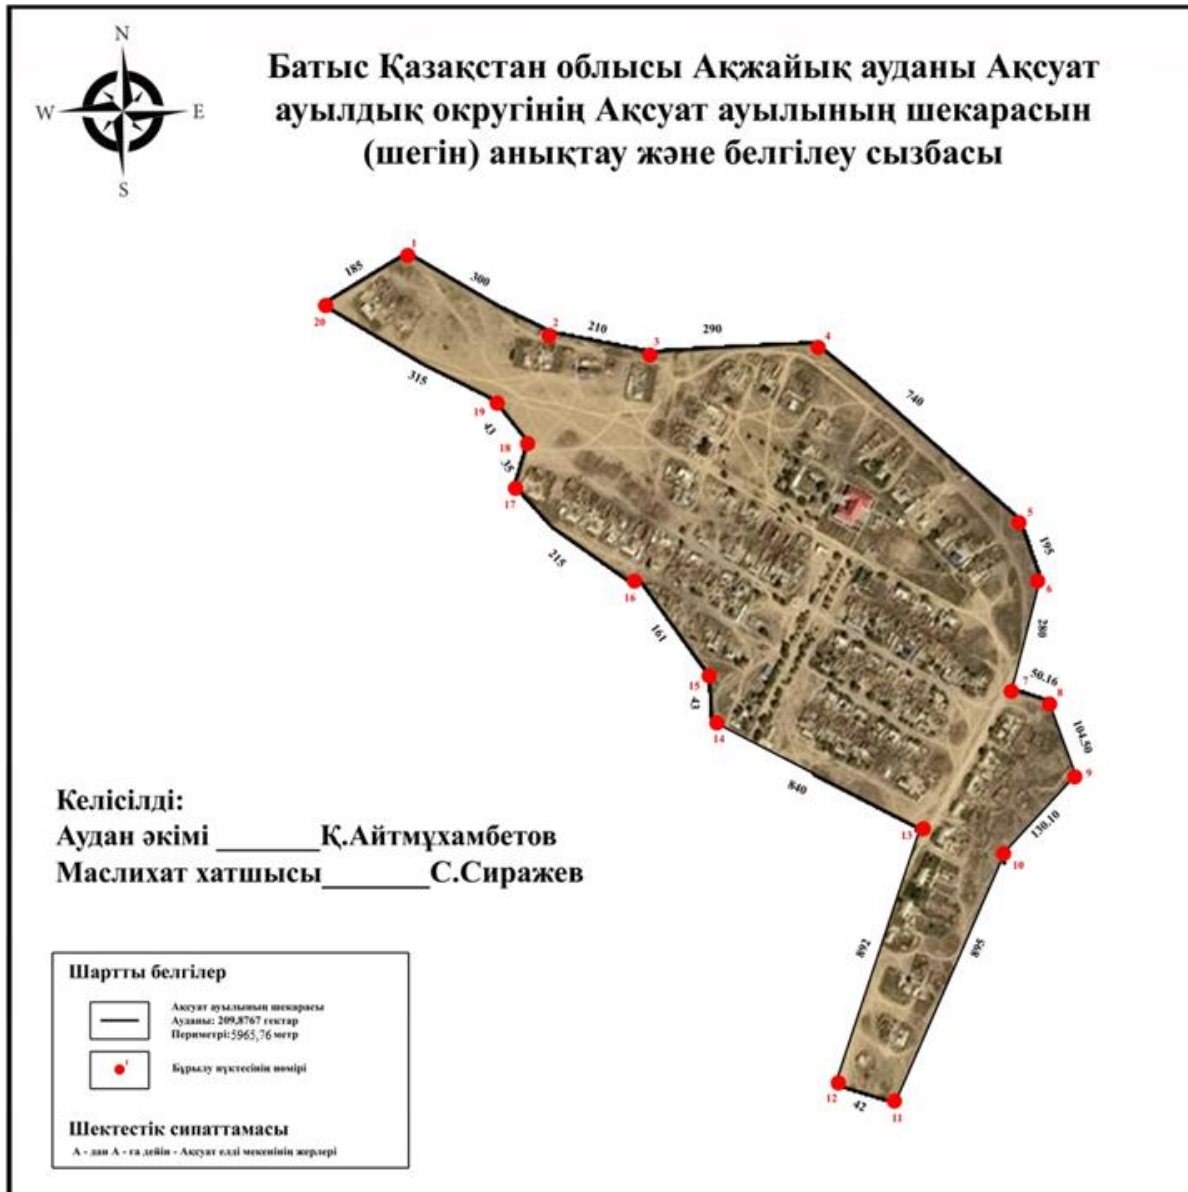 N
W
E
S
Батыс Қазақстан облысы Ақжайық ауданы Ақсуат
ауылдық округінің Ақсуат ауылының шекарасын
(шегін) анықтау және белгілеу сызбасы
1
185
300
20
2
210
3
290
4
315
740
19
43
18
35
17
5
195
215
16
6
161
280
15
7
50.16
8
43
14
104.50
9
840
130.10
13
10
Келісілді:
Аудан әкімі _______Қ.Айтмұхамбетов
Маслихат хатшысы_______С.Сиражев
892
895
12
42
11
Шартты белгілер
Ақсуат ауылының шекарасы
Ауданы: 209,8767 гектар
Периметрі:5965,76 метр
1
Бұрылу нүктесінің нөмірі
Шектестік сипаттамасы
А - дан А - ға дейін - Ақсуат елді мекенінің жерлері